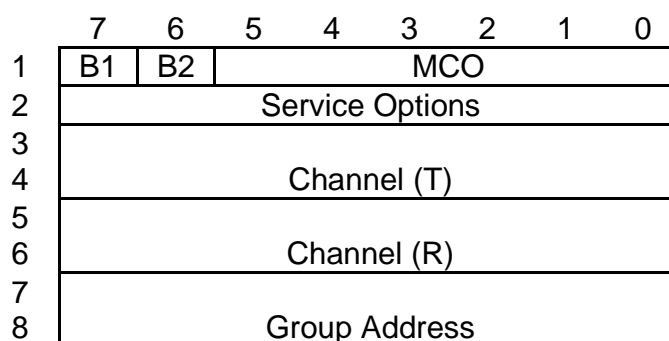 7 6 5 4 3 2 1 0
1 B1 B2 MCO
2 Service Options
3
4 Channel (T)
5
6 Channel (R)
7
8 Group Address